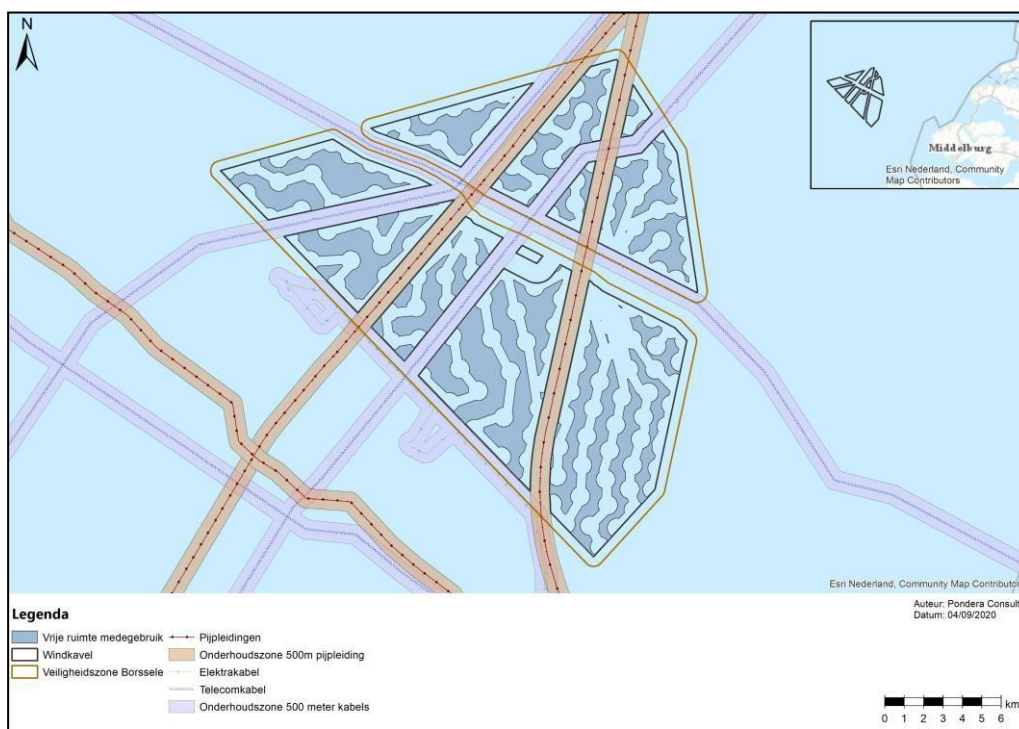 N
Middelburg
Esri Nederland, Community
Map Contributors
Esri Nederland, Community Map Contributor
Auteur: Pondera Consult
Datum: 04/09/2020
Legenda
Vrije ruimte medegebruik
Windkavel
Veiligheidszone Borssele
Pijpleidingen
Onderhoudszone 500m pijpleiding
Elektrakabel
Telecomkabel
Onderhoudszone 500 meter kabels
km
0 1 2 3 4 5 6